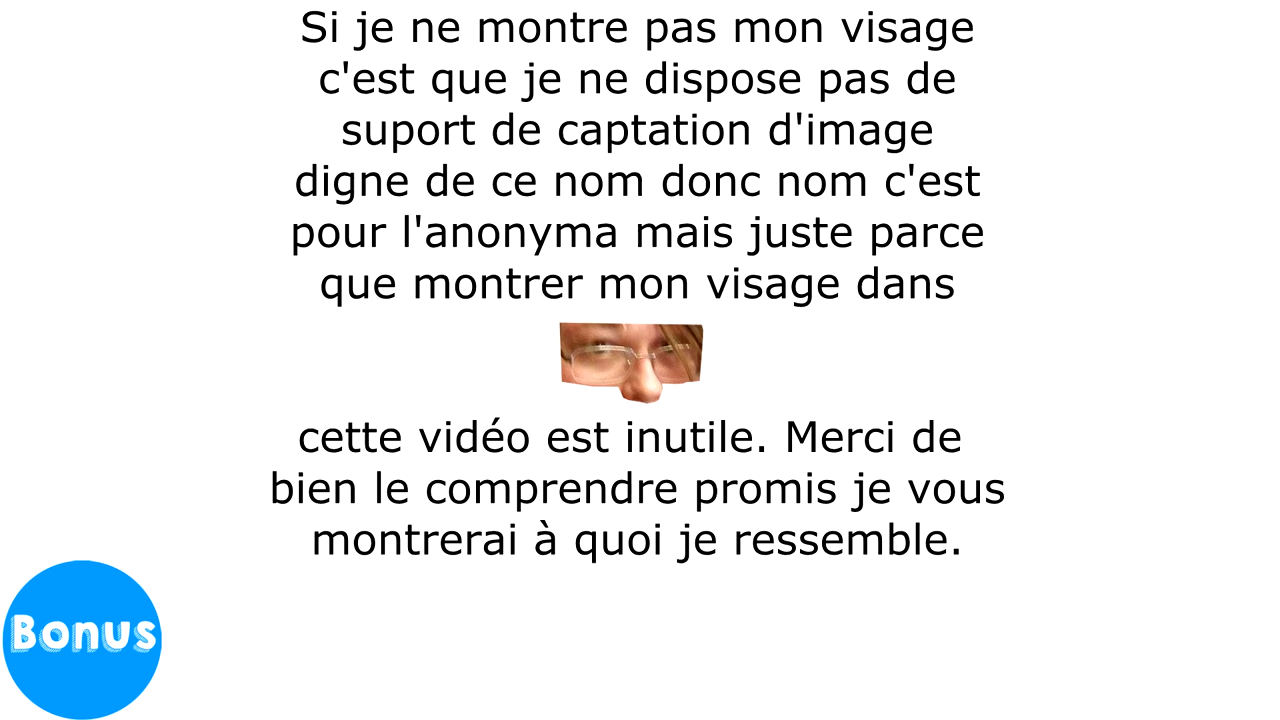 Si je ne montre pas mon visage
c'est que je ne dispose pas de
suport de captation d'image
digne de ce nom donc nom c'est
pour l'anonyma mais juste parce
que montrer mon visage dans
cette vidéo est inutile. Merci de
bien le comprendre promis je vous
montrerai à quoi je ressemble.
Bonus